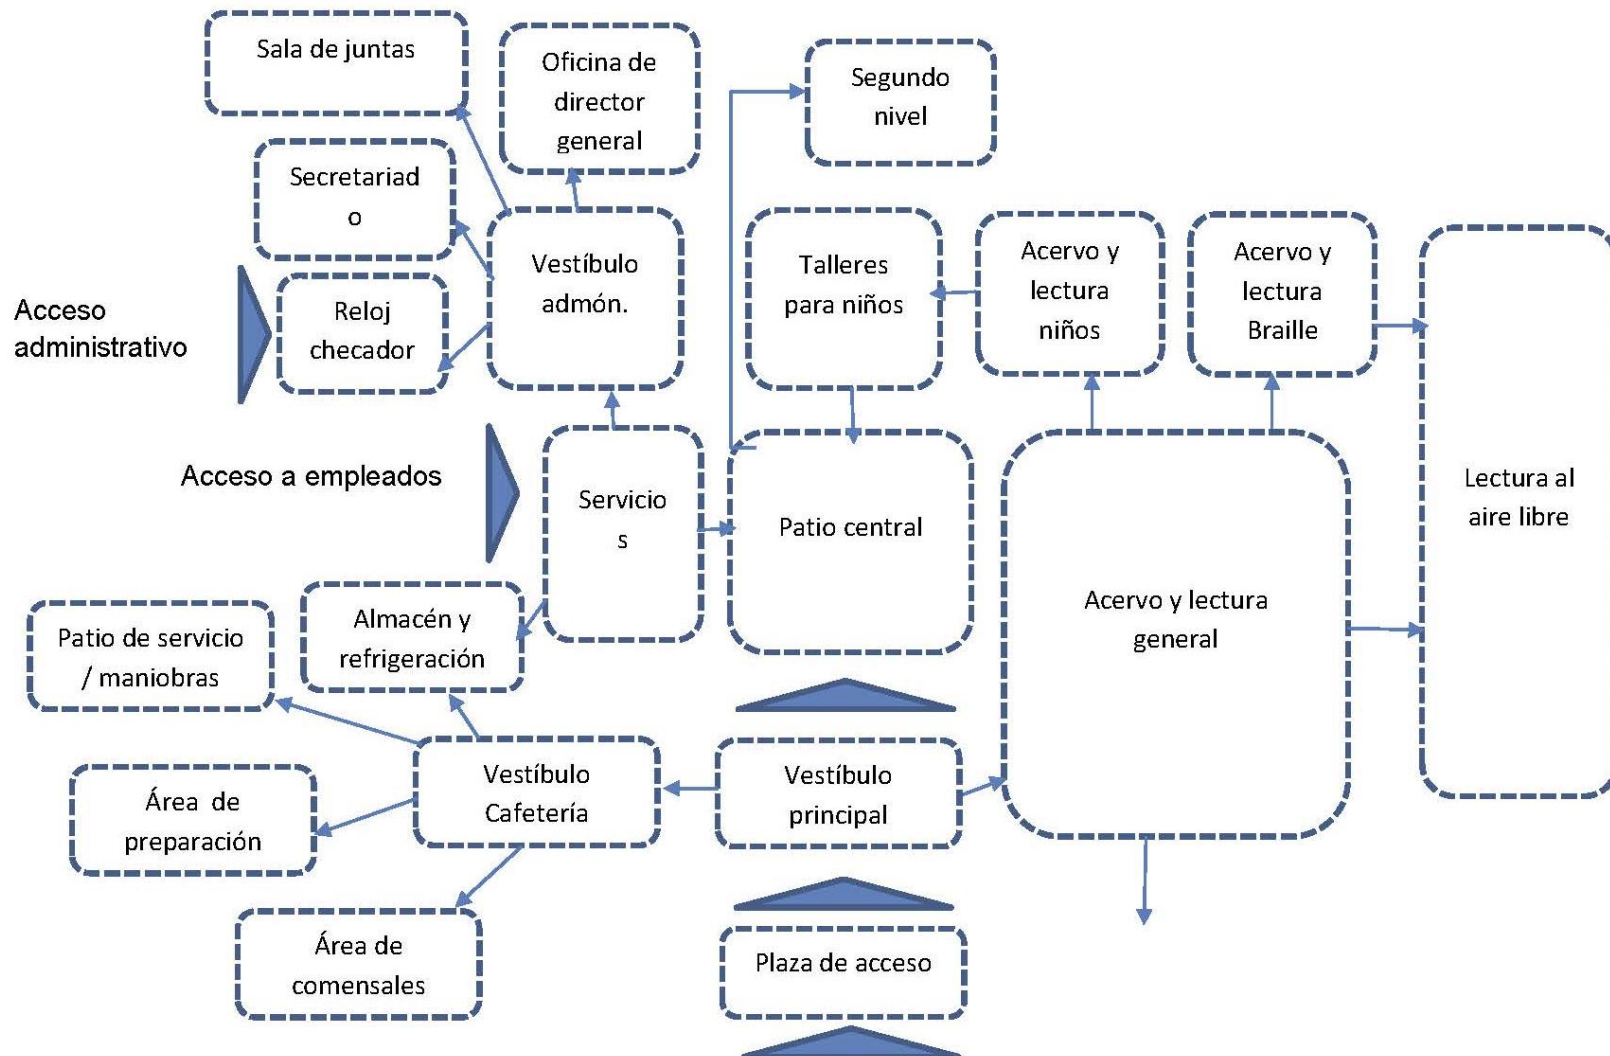 Sala de juntas
Oficina de
director
general
Segundo
nivel
Secretariad
o
Vestíbulo
admón.
Talleres
para niños
Acervo y
lectura
niños
Acervo y
lectura
Braille
Acceso
administrativo
Reloj
checador
Acceso a empleados
Servicio
s
Patio central
Lectura al
aire libre
Acervo y lectura
general
Almacén y
refrigeración
Patio de servicio
/ maniobras
Vestíbulo
Cafetería
Vestíbulo
principal
Área de
preparación
Área de
comensales
Plaza de acceso